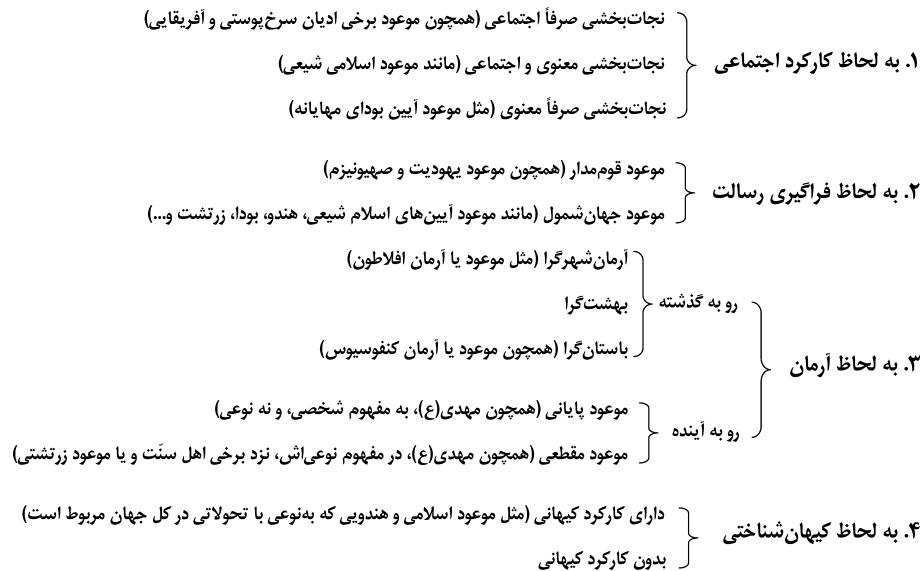 ۱. به لحاظ کارکرد اجتماعی
نجات‌بخشی صرفاً اجتماعی (همچون موعود برخی ادیان سرخ‌پوستی و آفریقایی)
نجات‌بخشی معنوی و اجتماعی (مانند موعود اسلامی شیعی)
نجات‌بخشی صرفاً معنوی (مثل موعود آیین بودای مهایانه)
۲. به لحاظ فراگیری رسالت
موعود قوم‌مدار (همچون موعود یهودیت و صهیونیزم)
موعود جهان‌شمول (مانند موعود آیین‌های اسلام شیعی، هندو، بودا، زرتشت و...)
۳. به لحاظ آرمان
رو به گذشته
آرمان‌شهرگرا (مثل موعود یا آرمان افلاطون)
بهشت‌گرا
باستان‌گرا (همچون موعود یا آرمان کنفوسیوس)
رو به آینده
موعود پایانی (همچون مهدی(ع)، به مفهوم شخصی، و نه نوعی)
موعود مقطعی (همچون مهدی(ع)، در مفهوم نوعی‌اش، نزد برخی اهل سنّت و یا موعود زرتشتی)
۴. به لحاظ کیهان‌شناختی
دارای کارکرد کیهانی (مثل موعود اسلامی و هندویی که به‌نوعی با تحولاتی در کل جهان مربوط است)
بدون کارکرد کیهانی